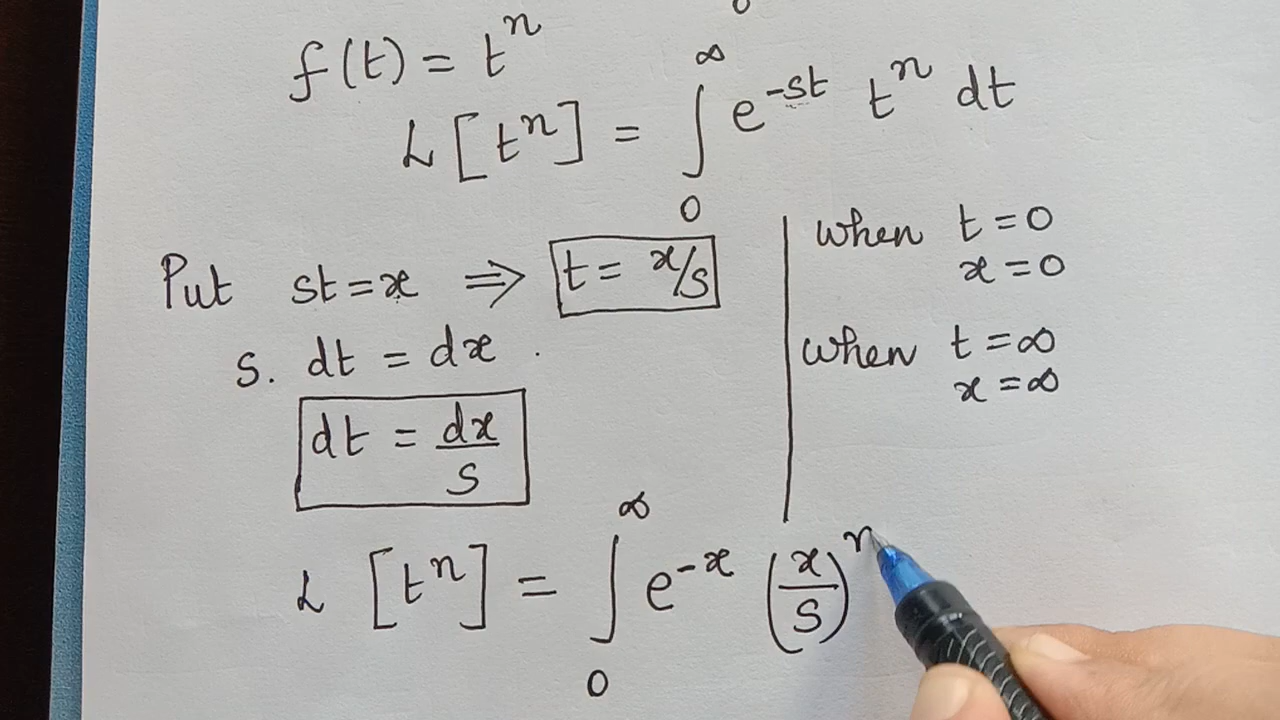 f(t) = t^n
L [t^n] = ∫_0^∞ e^{-st} t^n dt
Put st = x ⇒ t = x/s
s. dt = dx .
dt = dx/s
when t = 0
x = 0
when t = ∞
x = ∞
L [t^n] = ∫_0^∞ e^{-x} (x/s)^n